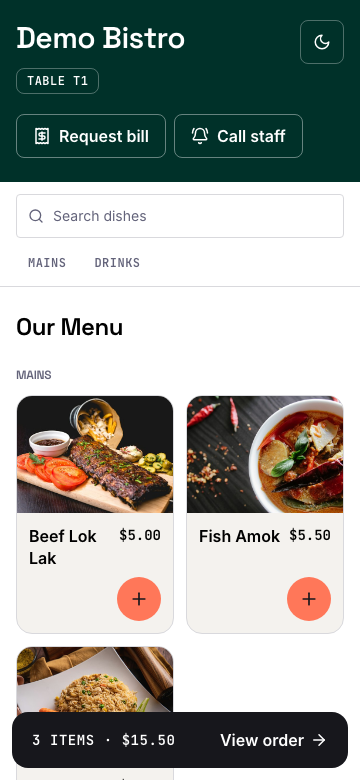 Demo Bistro
TABLE T1
Request bill
Call staff
Search dishes
MAINS
DRINKS
Our Menu
MAINS
Beef Lok Lak
$5.00
Fish Amok
$5.50
3 ITEMS · $15.50
View order